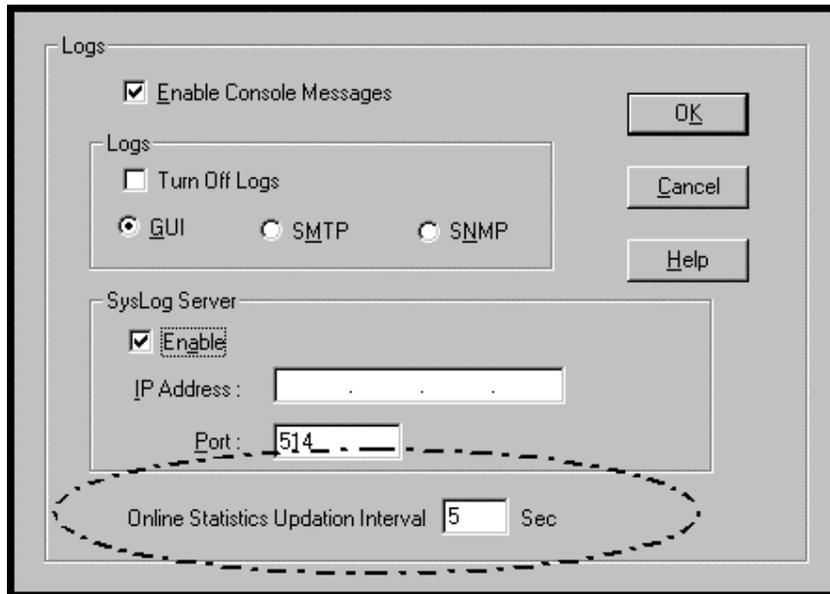 Logs
Enable Console Messages
OK
Logs
Turn Off Logs
Cancel
GUI SMTP SNMP
Help
SysLog Server
Enable
IP Address : . . .
Port : 514
Online Statistics Updation Interval 5 Sec